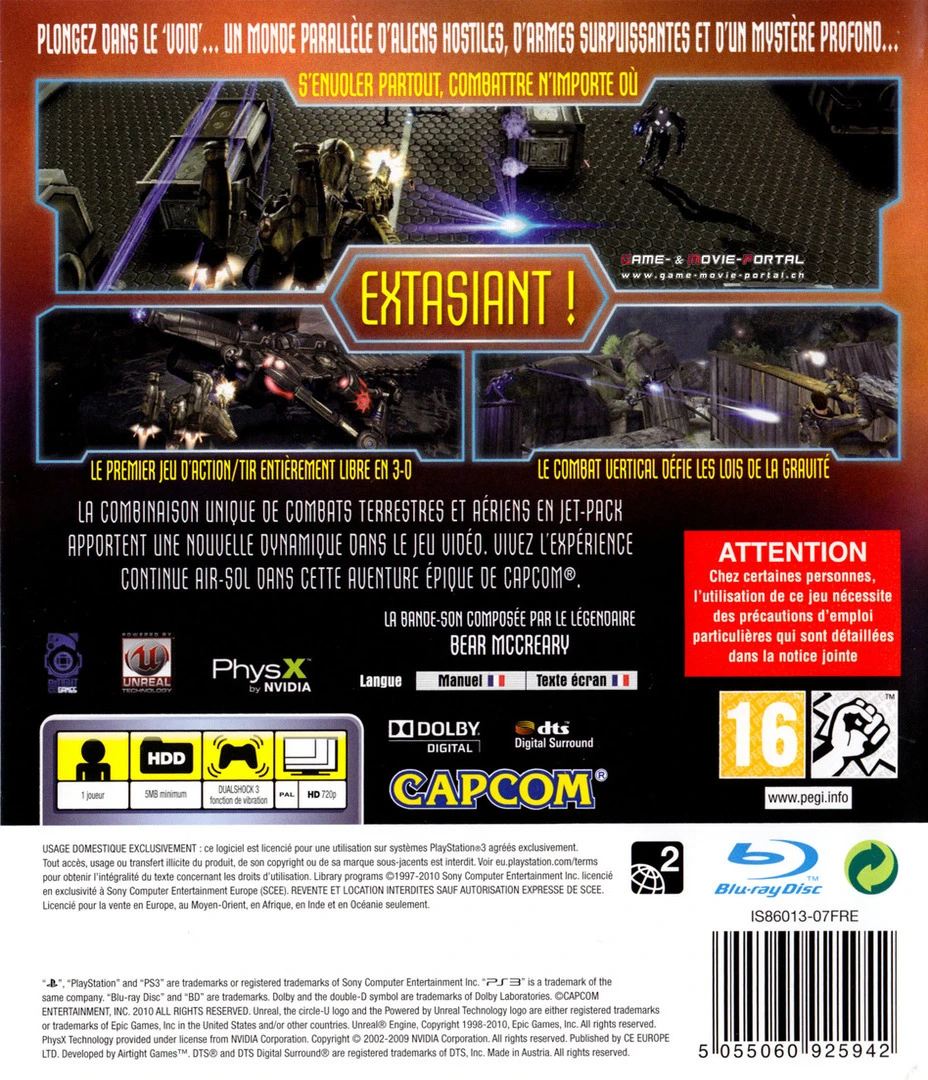 PLONGEZ DANS LE 'VOID'... UN MONDE PARALLÈLE D'ALIENS HOSTILES, D'ARMES SURPUISSANTES ET D'UN MYSTÈRE PROFOND...
S'ENVOLER PARTOUT, COMBATTRE N'IMPORTE OÙ
GAME- & MOVIE-PORTAL
www.game-movie-portal.ch
EXTASIANT !
LE PREMIER JEU D'ACTION/TIR ENTIÈREMENT LIBRE EN 3-D
LE COMBAT VERTICAL DÉFIE LES LOIS DE LA GRAVITÉ
LA COMBINAISON UNIQUE DE COMBATS TERRESTRES ET AÉRIENS EN JET-PACK
APPORTENT UNE NOUVELLE DYNAMIQUE DANS LE JEU VIDÉO. VIVEZ L'EXPÉRIENCE
CONTINUE AIR-SOL DANS CETTE AVENTURE ÉPIQUE DE CAPCOM®.
ATTENTION
Chez certaines personnes,
l'utilisation de ce jeu nécessite
des précautions d'emploi
particulières qui sont détaillées
dans la notice jointe
LA BANDE-SON COMPOSÉE PAR LE LÉGENDAIRE
BEAR MCCREARY
AIRTIGHT
GAMES
POWERED BY
UNREAL
TECHNOLOGY
PhysX™
by NVIDIA
Langue Manuel Texte écran
DOLBY
DIGITAL
dts™
Digital Surround
CAPCOM®
16
™
www.pegi.info
HDD
1 joueur
5MB minimum
DUALSHOCK 3
fonction de vibration
PAL
HD 720p
USAGE DOMESTIQUE EXCLUSIVEMENT : ce logiciel est licencié pour une utilisation sur systèmes PlayStation®3 agréés exclusivement.
Tout accès, usage ou transfert illicite du produit, de son copyright ou de sa marque sous-jacents est interdit. Voir eu.playstation.com/terms
pour obtenir l'intégralité du texte concernant les droits d'utilisation. Library programs ©1997-2010 Sony Computer Entertainment Inc. licencié
en exclusivité à Sony Computer Entertainment Europe (SCEE). REVENTE ET LOCATION INTERDITES SAUF AUTORISATION EXPRESSE DE SCEE.
Licencié pour la vente en Europe, au Moyen-Orient, en Afrique, en Inde et en Océanie seulement.
2
Blu-ray Disc™
IS86013-07FRE
"", "PlayStation" and "PS3" are trademarks or registered trademarks of Sony Computer Entertainment Inc. "PS3" is a trademark of the
same company. "Blu-ray Disc" and "BD" are trademarks. Dolby and the double-D symbol are trademarks of Dolby Laboratories. ©CAPCOM
ENTERTAINMENT, INC. 2010 ALL RIGHTS RESERVED. Unreal, the circle-U logo and the Powered by Unreal Technology logo are either registered trademarks
or trademarks of Epic Games, Inc in the United States and/or other countries. Unreal® Engine, Copyright 1998-2010, Epic Games, Inc. All rights reserved.
PhysX Technology provided under license from NVIDIA Corporation. Copyright © 2002-2009 NVIDIA Corporation. All rights reserved. Published by CE EUROPE
LTD. Developed by Airtight Games™. DTS® and DTS Digital Surround® are registered trademarks of DTS, Inc. Made in Austria. All rights reserved.
5 055060 925942